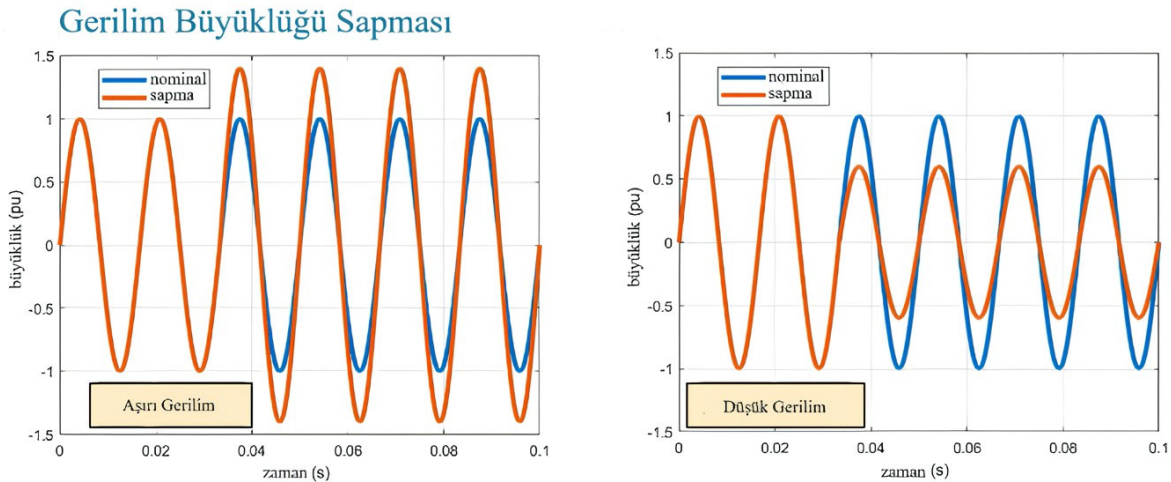 Gerilim Büyüklüğü Sapması
1.5
1
0.5
0
-0.5
-1
-1.5
büyüklük (pu)
nominal
sapma
Aşırı Gerilim
0
0.02
0.04
0.06
0.08
0.1
zaman (s)
1.5
1
0.5
0
-0.5
-1
-1.5
büyüklük (pu)
nominal
sapma
Düşük Gerilim
0
0.02
0.04
0.06
0.08
0.1
zaman (s)